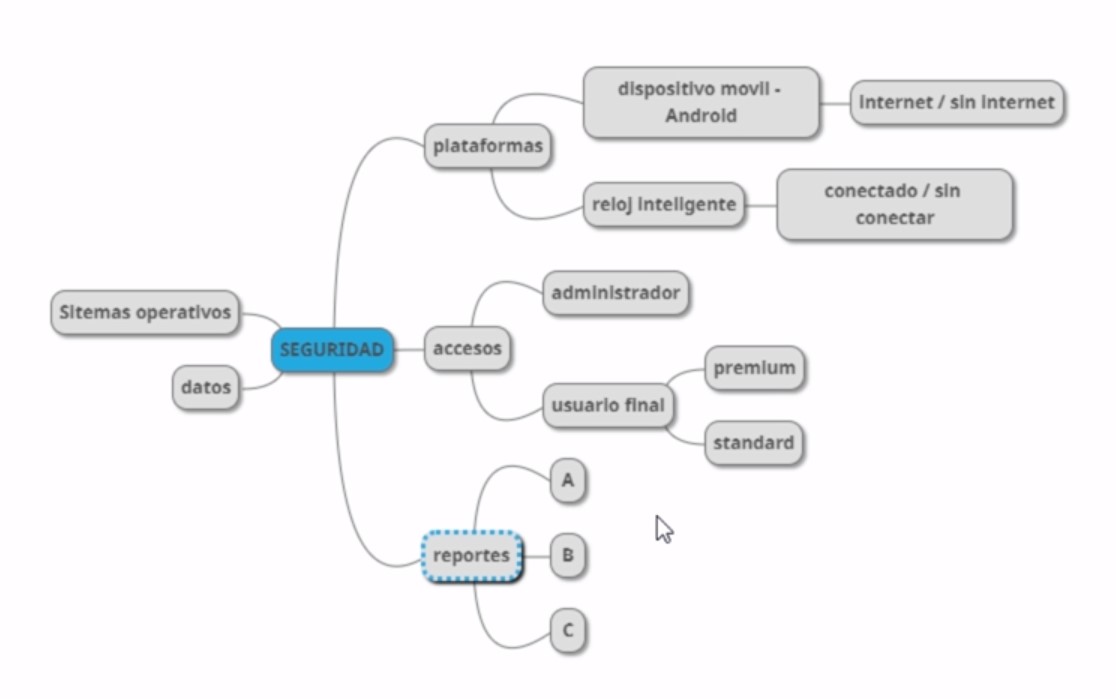 dispositivo movil -
Android
internet / sin internet
plataformas
reloj inteligente
conectado / sin
conectar
administrador
Sitemas operativos
SEGURIDAD
accesos
premium
datos
usuario final
standard
A
reportes
B
C